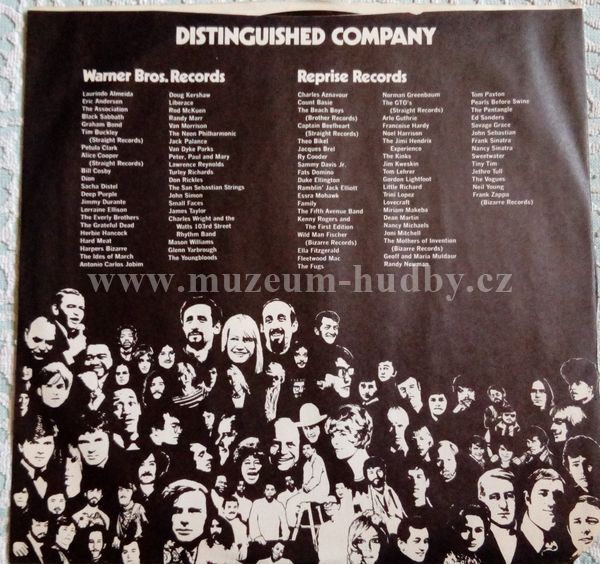 DISTINGUISHED COMPANY
Warner Bros. Records
Laurindo Almeida
Eric Andersen
The Association
Black Sabbath
Graham Bond
Tim Buckley
(Straight Records)
Petula Clark
Alice Cooper
(Straight Records)
Bill Cosby
Dion
Sacha Distel
Deep Purple
Jimmy Durante
Lorraine Ellison
The Everly Brothers
The Grateful Dead
Herbie Hancock
Hard Meat
Harpers Bizarre
The Ides of March
Antonio Carlos Jobim
Doug Kershaw
Liberace
Rod McKuen
Randy Marr
Van Morrison
The Neon Philharmonic
Jack Palance
Van Dyke Parks
Peter, Paul and Mary
Lawrence Reynolds
Turley Richards
Don Rickles
The San Sebastian Strings
John Simon
Small Faces
James Taylor
Charles Wright and the
Watts 103rd Street
Rhythm Band
Mason Williams
Glenn Yarbrough
The Youngbloods
Reprise Records
Charles Aznavour
Count Basie
The Beach Boys
(Brother Records)
Captain Beefheart
(Straight Records)
Theo Bikel
Jacques Brel
Ry Cooder
Sammy Davis Jr.
Fats Domino
Duke Ellington
Ramblin' Jack Elliott
Essra Mohawk
Family
The Fifth Avenue Band
Kenny Rogers and
The First Edition
Wild Man Fischer
(Bizarre Records)
Ella Fitzgerald
Fleetwood Mac
The Fugs
Norman Greenbaum
The GTO's
(Straight Records)
Arlo Guthrie
Francoise Hardy
Noel Harrison
The Jimi Hendrix
Experience
The Kinks
Jim Kweskin
Tom Lehrer
Gordon Lightfoot
Little Richard
Trini Lopez
Lovecraft
Miriam Makeba
Dean Martin
Nancy Michaels
Joni Mitchell
The Mothers of Invention
(Bizarre Records)
Geoff and Maria Muldaur
Randy Newman
Tom Paxton
Pearls Before Swine
The Pentangle
Ed Sanders
Savage Grace
John Sebastian
Frank Sinatra
Nancy Sinatra
Sweetwater
Tiny Tim
Jethro Tull
The Vogues
Neil Young
Frank Zappa
(Bizarre Records)
www.muzeum-hudby.cz